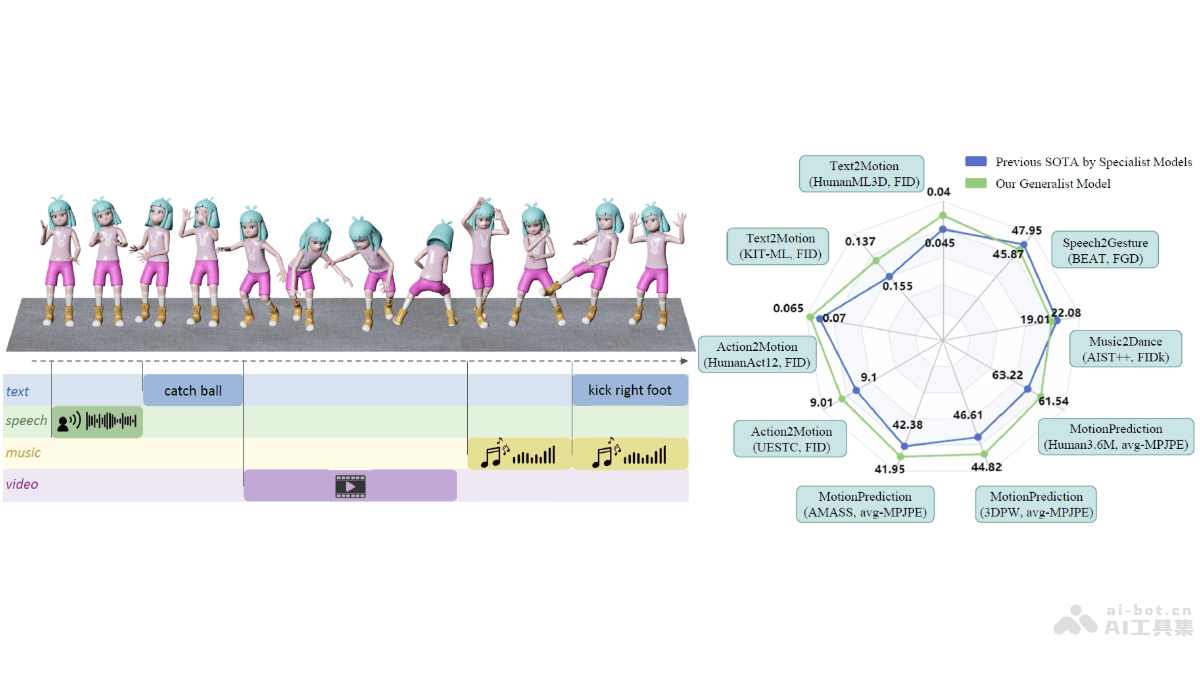 text
catch ball
kick right foot
speech
music
video
Previous SOTA by Specialist Models
Our Generalist Model
Text2Motion
(HumanML3D, FID)
0.04
0.045
47.95
45.87
Speech2Gesture
(BEAT, FGD)
22.08
19.01
Music2Dance
(AIST++, FIDk)
63.22
61.54
MotionPrediction
(Human3.6M, avg-MPJPE)
46.61
44.82
MotionPrediction
(3DPW, avg-MPJPE)
42.38
41.95
MotionPrediction
(AMASS, avg-MPJPE)
9.1
9.01
Action2Motion
(UESTC, FID)
0.065
0.07
Action2Motion
(HumanAct12, FID)
0.137
0.155
Text2Motion
(KIT-ML, FID)
ai-bot.cn
AI工具集